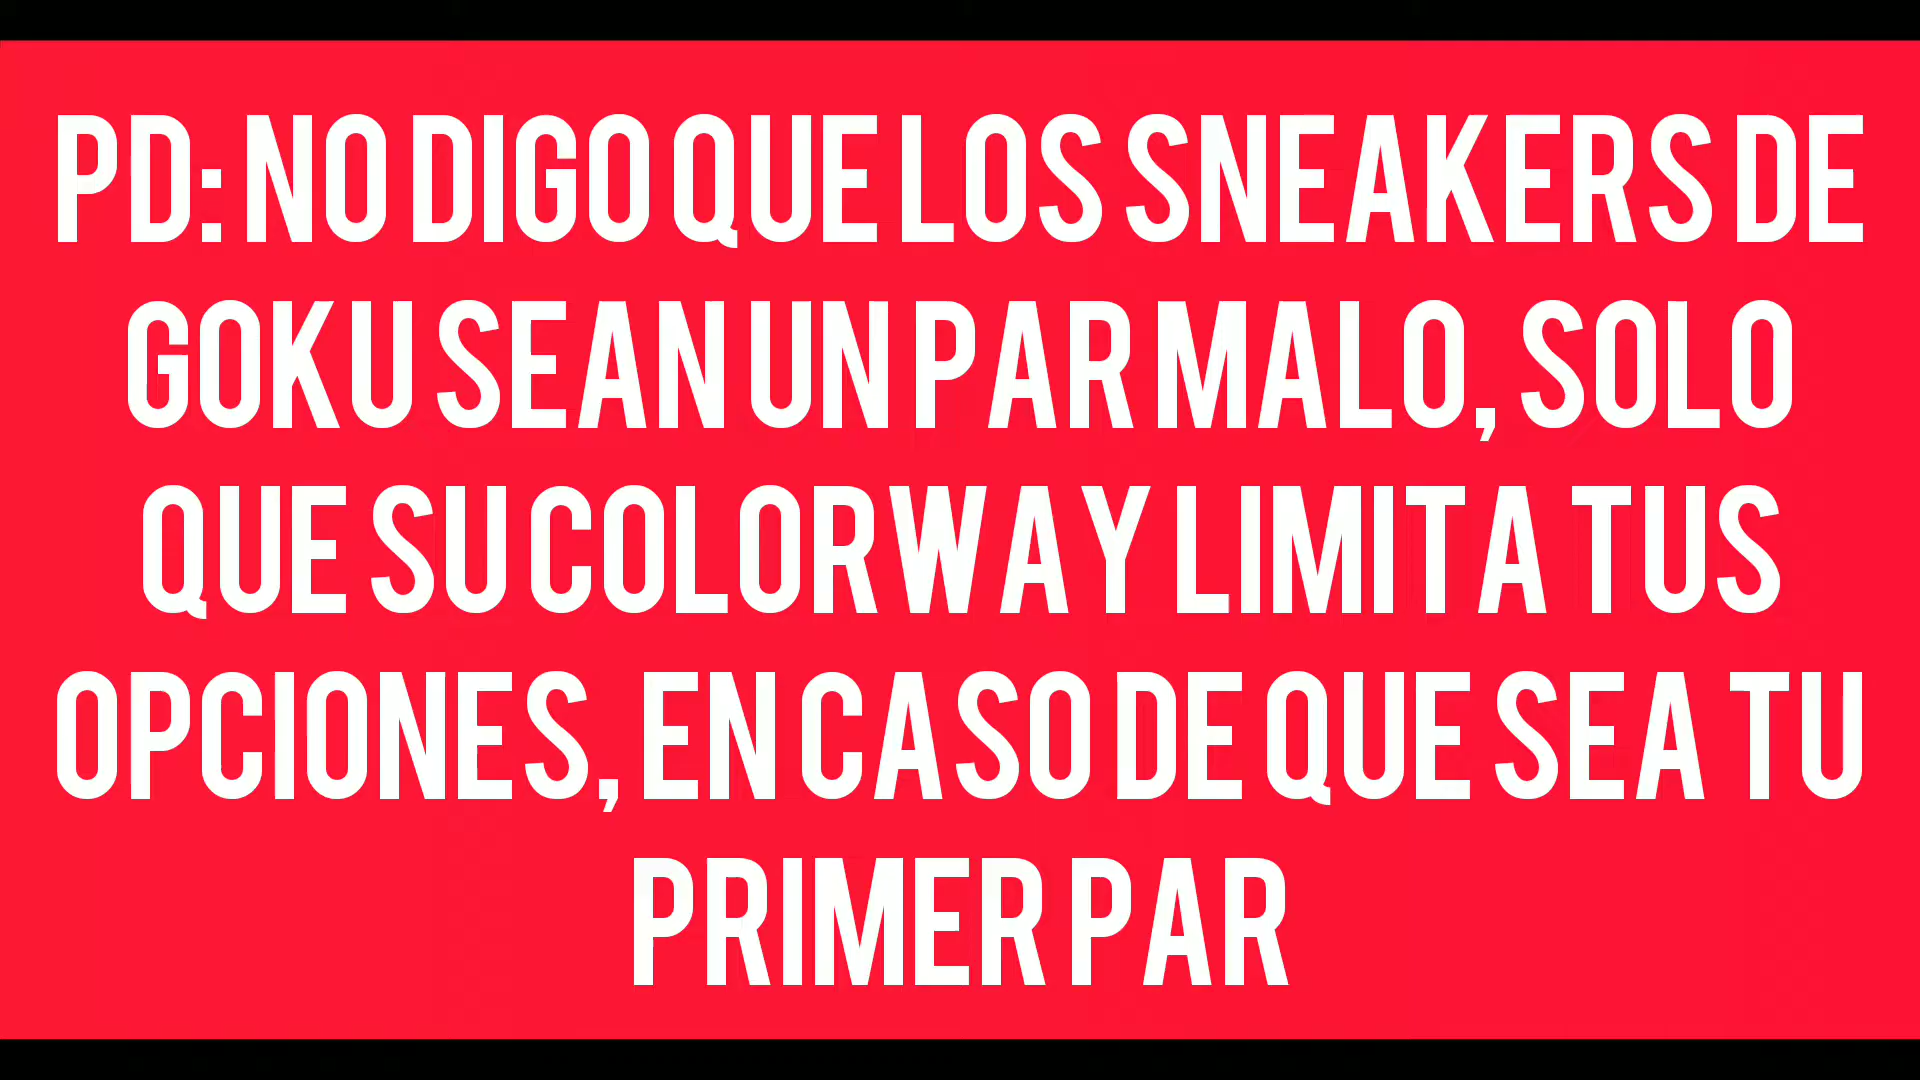 PD: NO DIGO QUE LOS SNEAKERS DE
GOKU SEAN UN PAR MALO, SOLO
QUE SU COLORWAY LIMITA TUS
OPCIONES, EN CASO DE QUE SEA TU
PRIMER PAR